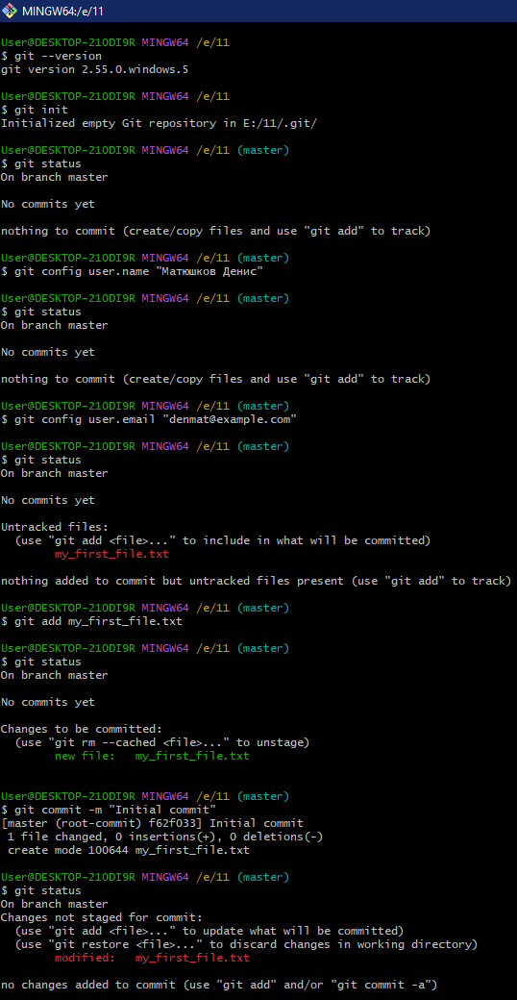 MINGW64:/e/11
User@DESKTOP-21ODI9R MINGW64 /e/11
$ git --version
git version 2.55.0.windows.5
User@DESKTOP-21ODI9R MINGW64 /e/11
$ git init
Initialized empty Git repository in E:/11/.git/
User@DESKTOP-21ODI9R MINGW64 /e/11 (master)
$ git status
On branch master
No commits yet
nothing to commit (create/copy files and use "git add" to track)
User@DESKTOP-21ODI9R MINGW64 /e/11 (master)
$ git config user.name "Матюшков Денис"
User@DESKTOP-21ODI9R MINGW64 /e/11 (master)
$ git status
On branch master
No commits yet
nothing to commit (create/copy files and use "git add" to track)
User@DESKTOP-21ODI9R MINGW64 /e/11 (master)
$ git config user.email "denmat@example.com"
User@DESKTOP-21ODI9R MINGW64 /e/11 (master)
$ git status
On branch master
No commits yet
Untracked files:
  (use "git add <file>..." to include in what will be committed)
        my_first_file.txt
nothing added to commit but untracked files present (use "git add" to track)
User@DESKTOP-21ODI9R MINGW64 /e/11 (master)
$ git add my_first_file.txt
User@DESKTOP-21ODI9R MINGW64 /e/11 (master)
$ git status
On branch master
No commits yet
Changes to be committed:
  (use "git rm --cached <file>..." to unstage)
        new file:   my_first_file.txt
User@DESKTOP-21ODI9R MINGW64 /e/11 (master)
$ git commit -m "Initial commit"
[master (root-commit) f62f033] Initial commit
 1 file changed, 0 insertions(+), 0 deletions(-)
 create mode 100644 my_first_file.txt
User@DESKTOP-21ODI9R MINGW64 /e/11 (master)
$ git status
On branch master
Changes not staged for commit:
  (use "git add <file>..." to update what will be committed)
  (use "git restore <file>..." to discard changes in working directory)
        modified:   my_first_file.txt
no changes added to commit (use "git add" and/or "git commit -a")